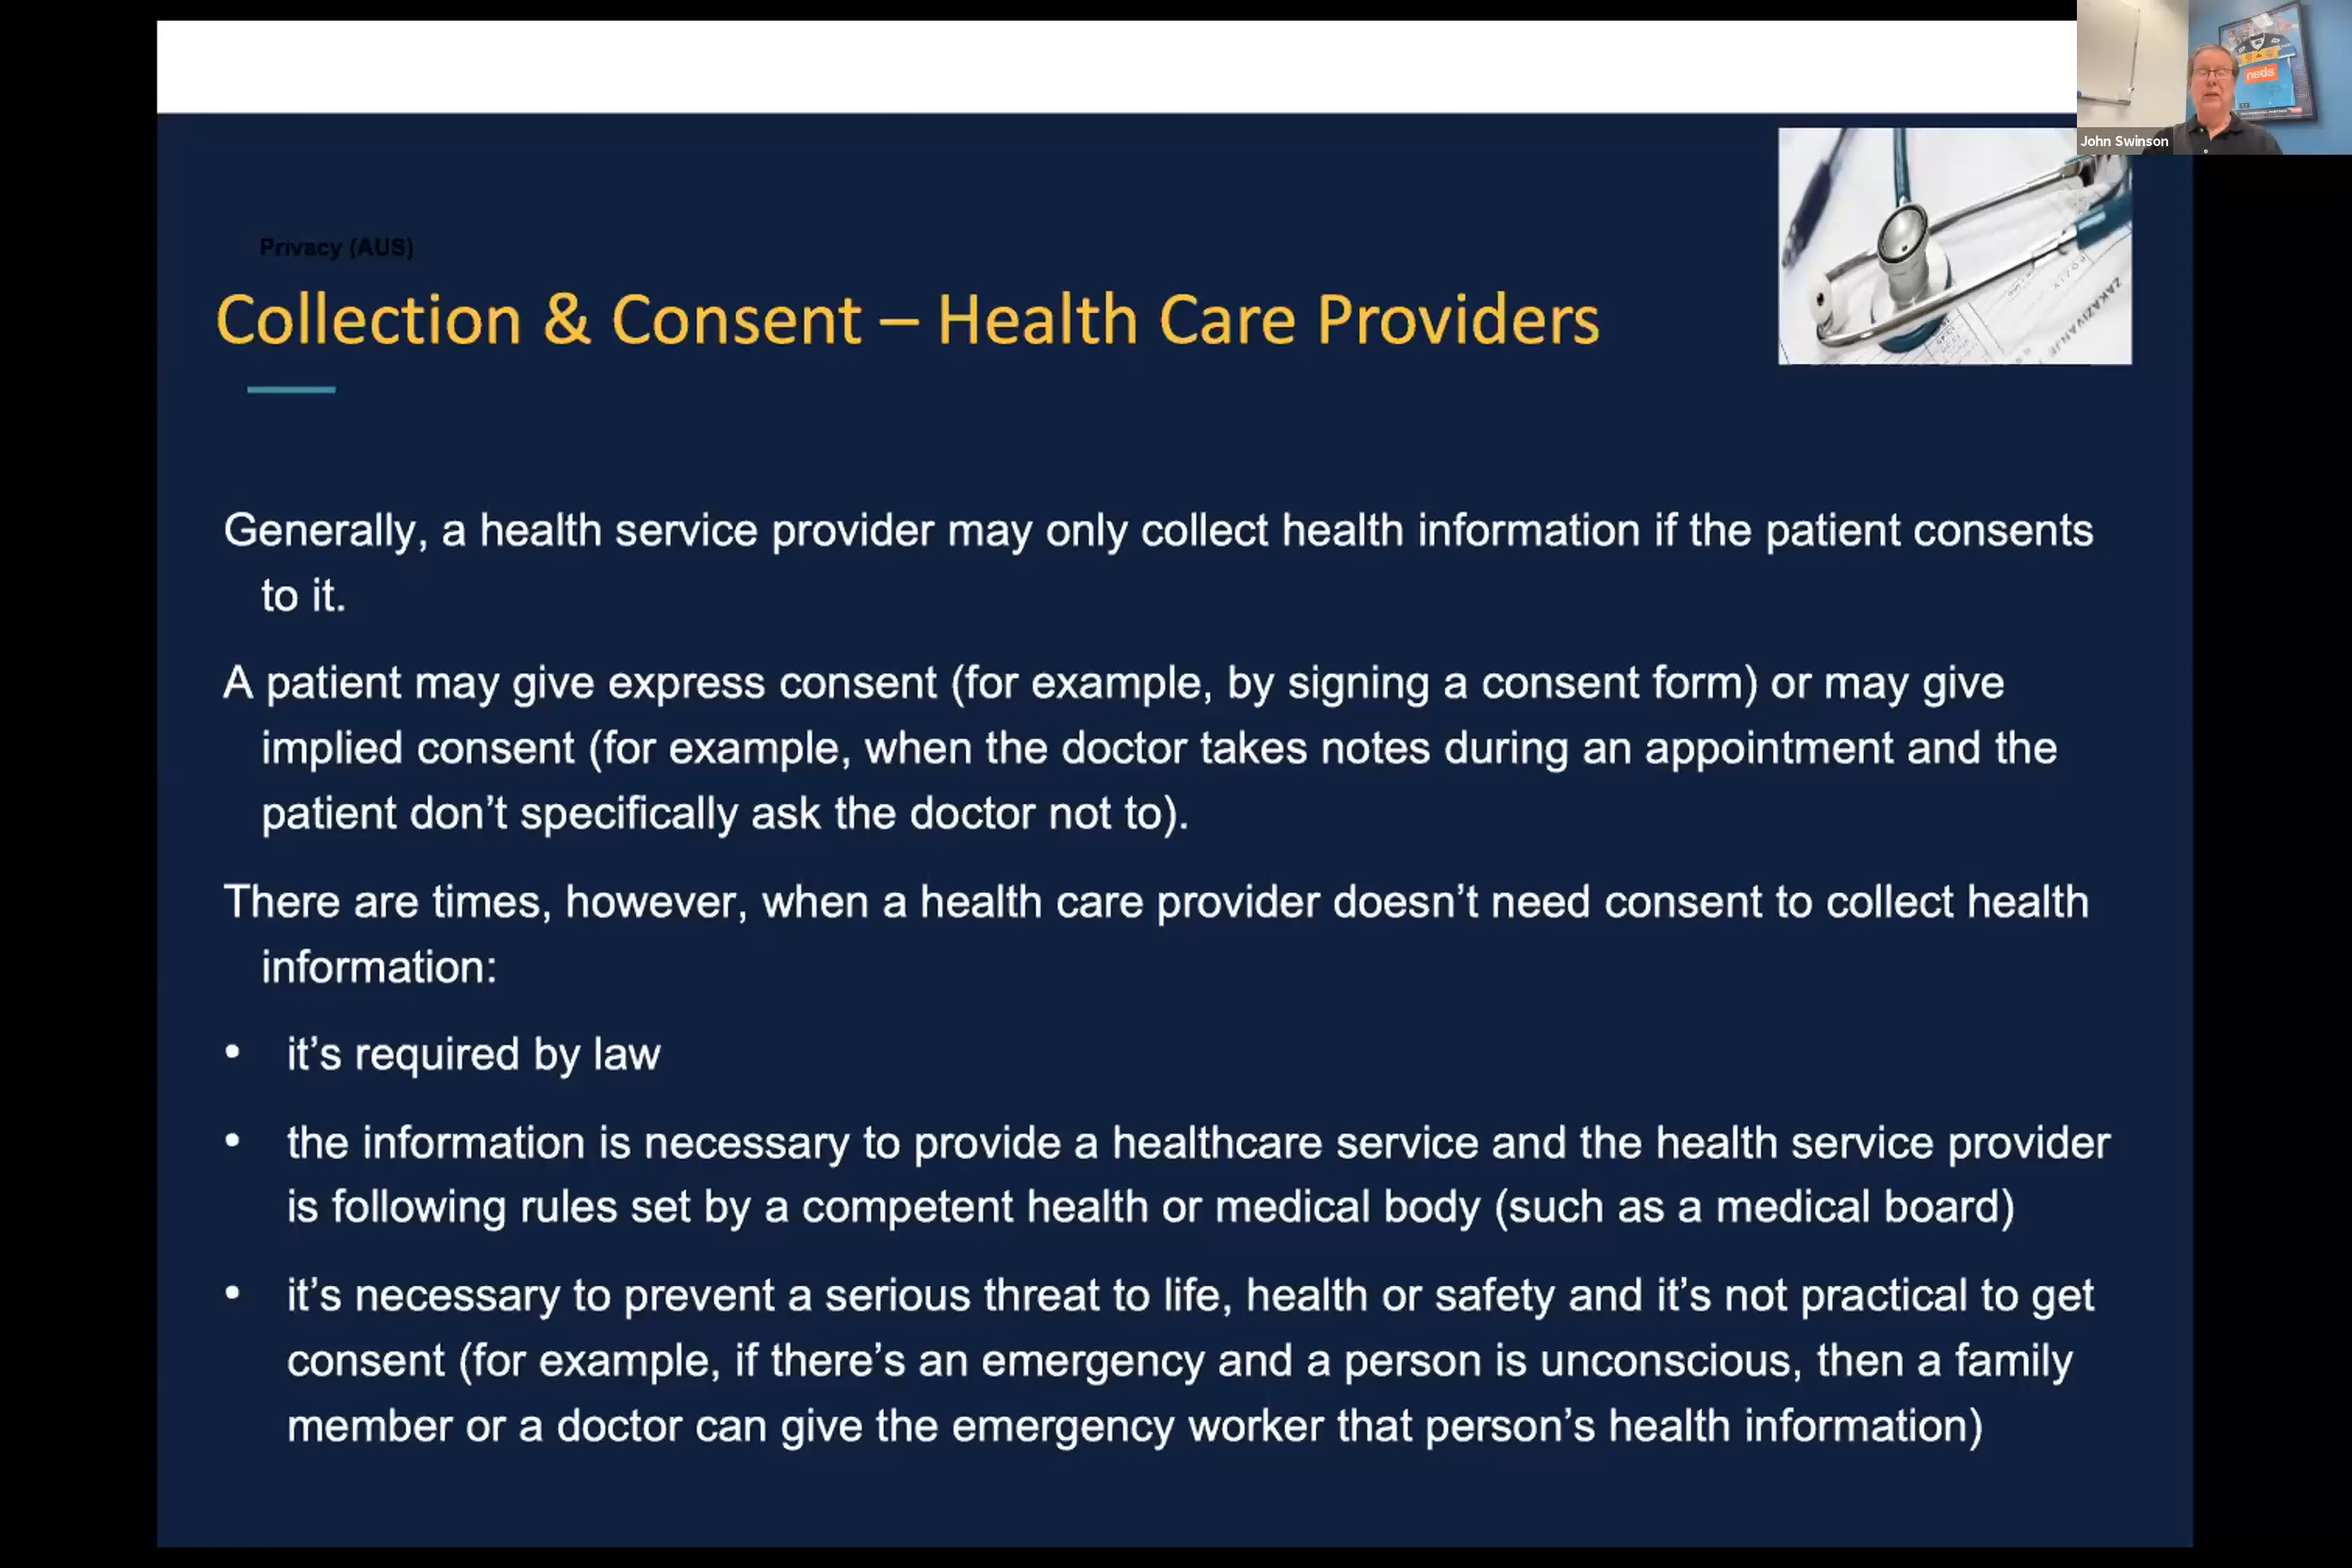 John Swinson
neds
ZAKAZIVANJE
Privacy (AUS)
Collection & Consent – Health Care Providers
Generally, a health service provider may only collect health information if the patient consents
to it.
A patient may give express consent (for example, by signing a consent form) or may give
implied consent (for example, when the doctor takes notes during an appointment and the
patient don’t specifically ask the doctor not to).
There are times, however, when a health care provider doesn’t need consent to collect health
information:
• it’s required by law
• the information is necessary to provide a healthcare service and the health service provider
is following rules set by a competent health or medical body (such as a medical board)
• it’s necessary to prevent a serious threat to life, health or safety and it’s not practical to get
consent (for example, if there’s an emergency and a person is unconscious, then a family
member or a doctor can give the emergency worker that person’s health information)